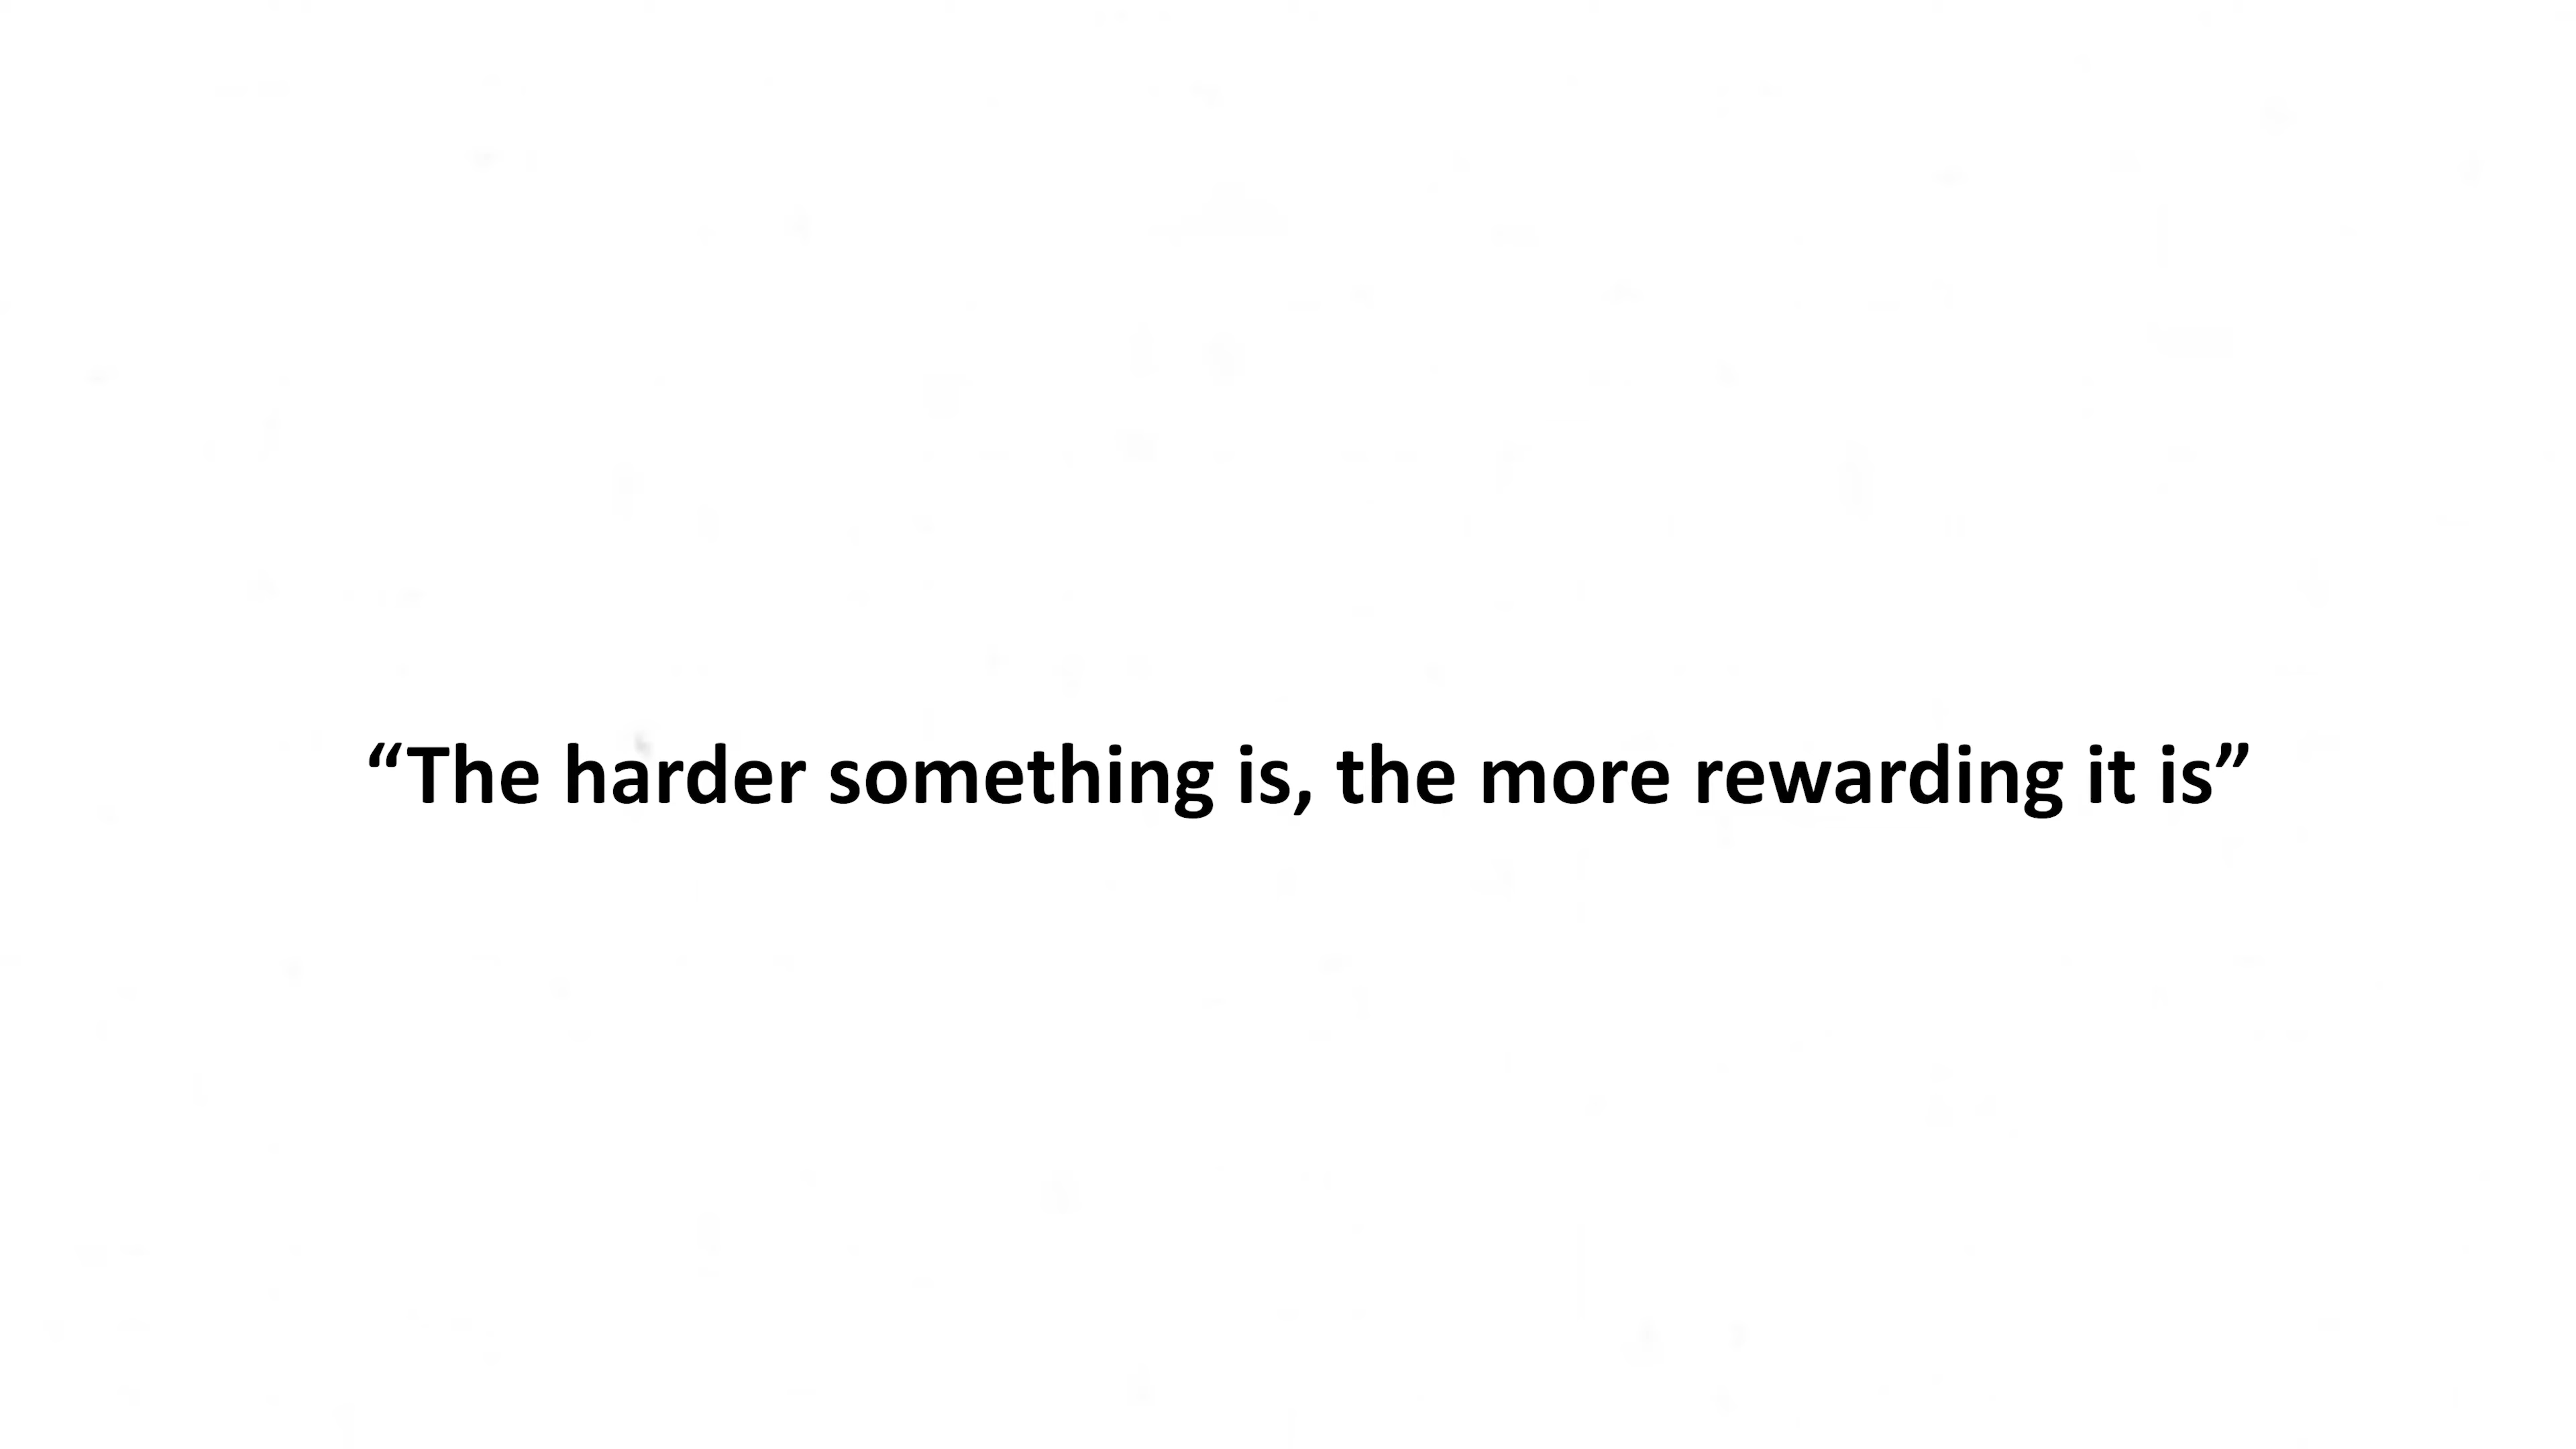 “The harder something is, the more rewarding it is”